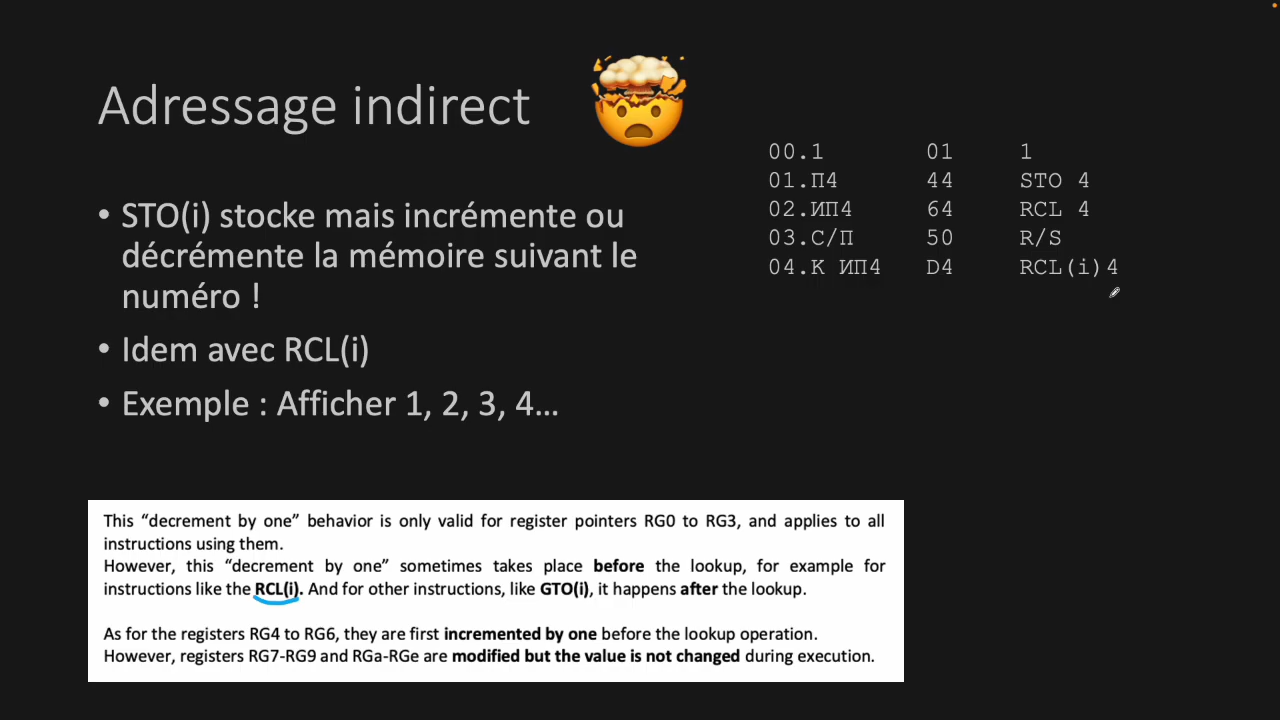 Adressage indirect
• STO(i) stocke mais incrémente ou
décrémente la mémoire suivant le
numéro !
• Idem avec RCL(i)
• Exemple : Afficher 1, 2, 3, 4…
00.1 01 1
01.П4 44 STO 4
02.ИП4 64 RCL 4
03.С/П 50 R/S
04.К ИП4 D4 RCL(i)4
This “decrement by one” behavior is only valid for register pointers RG0 to RG3, and applies to all
instructions using them.
However, this “decrement by one” sometimes takes place before the lookup, for example for
instructions like the RCL(i). And for other instructions, like GTO(i), it happens after the lookup.
As for the registers RG4 to RG6, they are first incremented by one before the lookup operation.
However, registers RG7-RG9 and RGa-RGe are modified but the value is not changed during execution.